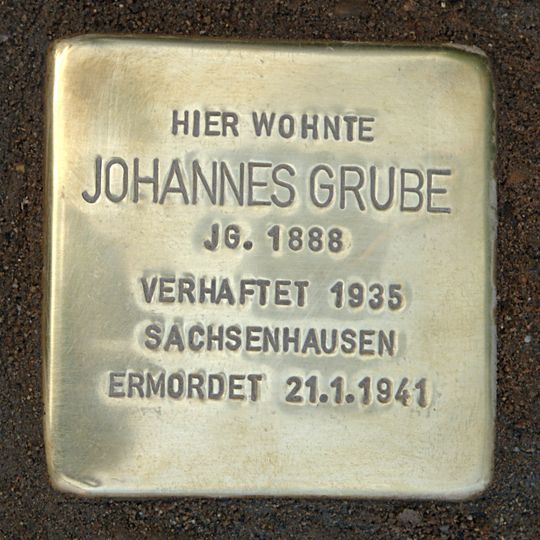 HIER WOHNTE
JOHANNES GRUBE
JG. 1888
VERHAFTET 1935
SACHSENHAUSEN
ERMORDET 21.1.1941